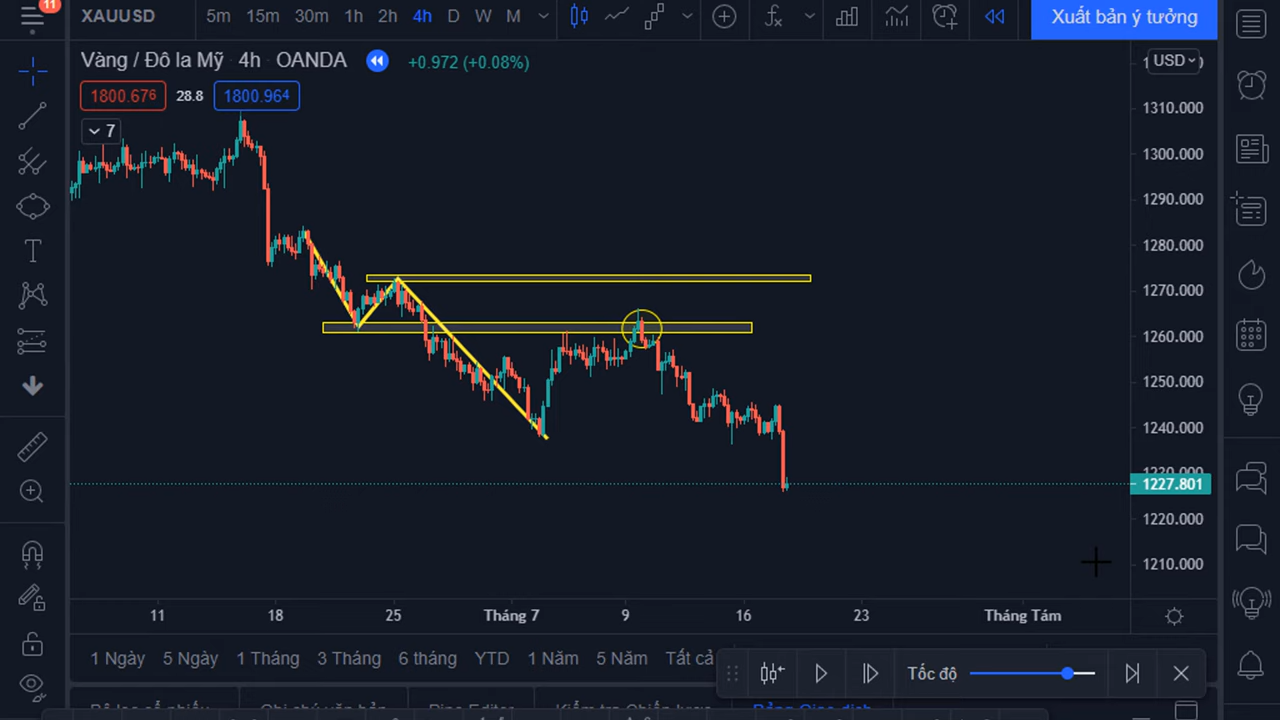 11
XAUUSD 5m 15m 30m 1h 2h 4h D W M Xuất bản ý tưởng
Vàng / Đô la Mỹ 4h OANDA +0.972 (+0.08%) USD
1800.676 28.8 1800.964
7
1310.000
1300.000
1290.000
1280.000
1270.000
1260.000
1250.000
1240.000
1227.801
1220.000
1210.000
11 18 25 Tháng 7 9 16 23 Tháng Tám
1 Ngày 5 Ngày 1 Tháng 3 Tháng 6 tháng YTD 1 Năm 5 Năm Tất cả Tốc độ